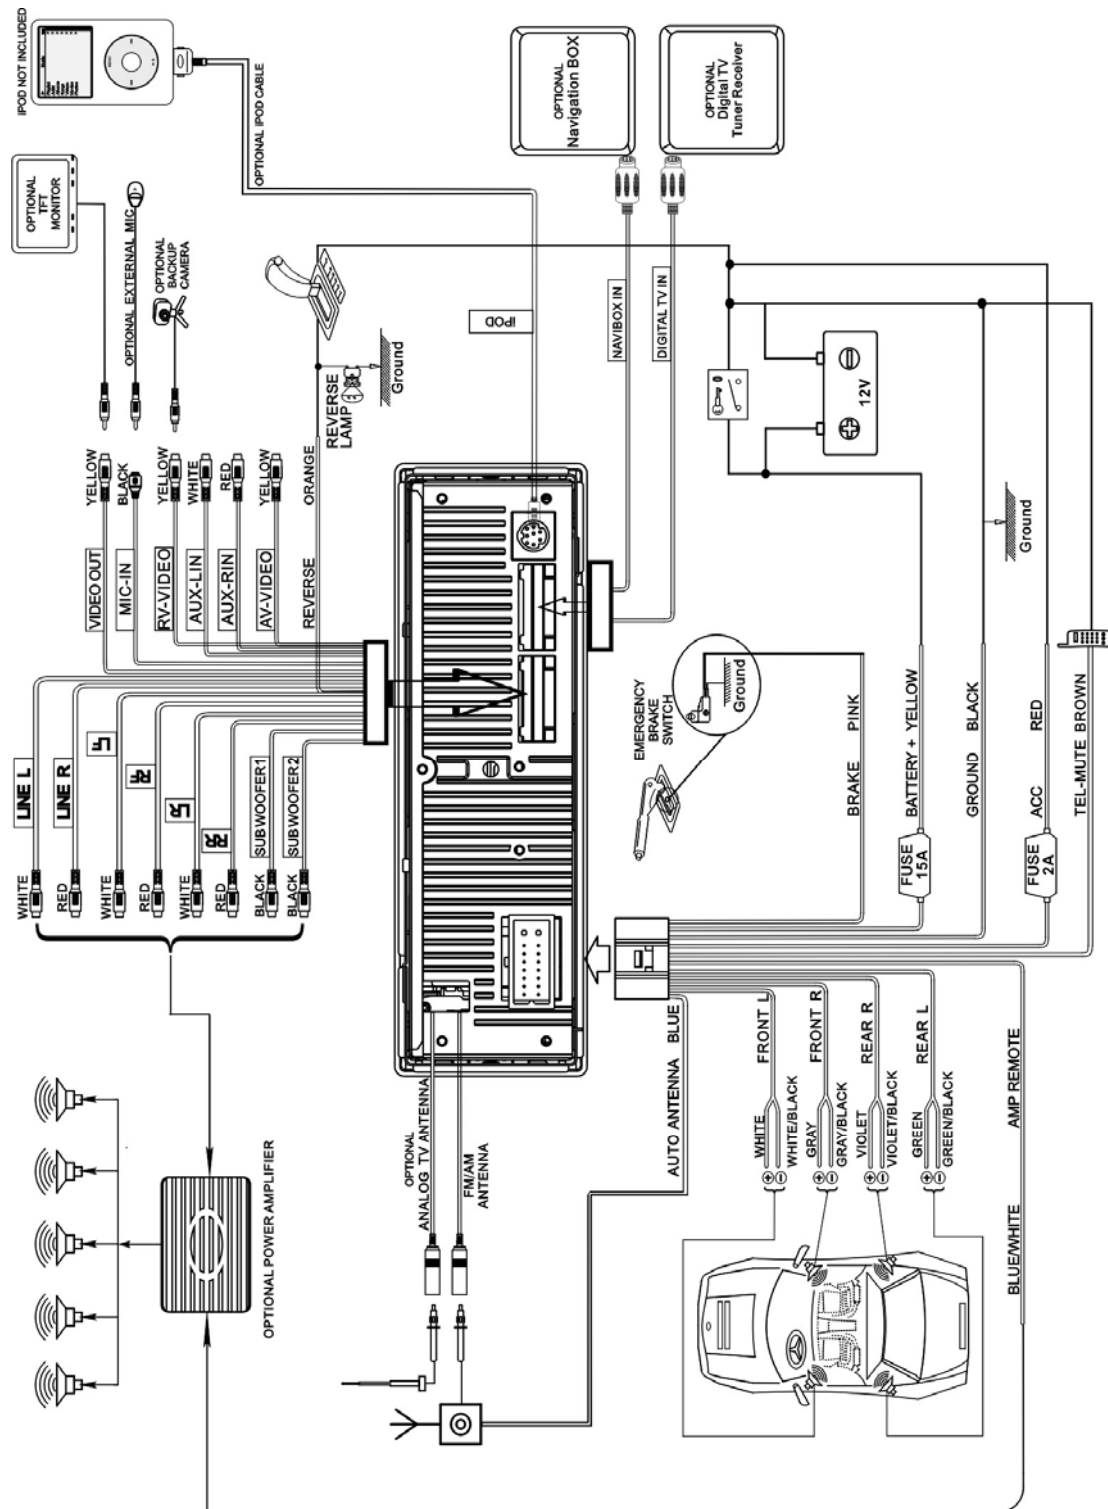 IPOD NOT INCLUDED
OPTIONAL IPOD CABLE
OPTIONAL
TFT
MONITOR
OPTIONAL EXTERNAL MIC
OPTIONAL
BACKUP
CAMERA
OPTIONAL
Navigation BOX
OPTIONAL
Digital TV
Tuner Receiver
iPOD
NAVIBOX IN
DIGITAL TV IN
REVERSE
LAMP
Ground
12V
Ground
YELLOW
BLACK
YELLOW
WHITE
RED
YELLOW
ORANGE
VIDEO OUT
MIC-IN
RV-VIDEO
AUX-LIN
AUX-RIN
AV-VIDEO
REVERSE
LINE L
LINE R
LF
RF
LR
RR
SUBWOOFER1
SUBWOOFER2
WHITE
RED
WHITE
RED
WHITE
RED
BLACK
BLACK
EMERGENCY
BRAKE
SWITCH
Ground
BRAKE PINK
BATTERY + YELLOW
GROUND BLACK
ACC RED
TEL-MUTE BROWN
FUSE
15A
FUSE
2A
OPTIONAL POWER AMPLIFIER
OPTIONAL
ANALOG TV ANTENNA
FM/AM
ANTENNA
AUTO ANTENNA BLUE
FRONT L
FRONT R
REAR R
REAR L
WHITE
WHITE/BLACK
GRAY
GRAY/BLACK
VIOLET
VIOLET/BLACK
GREEN
GREEN/BLACK
AMP REMOTE
BLUE/WHITE